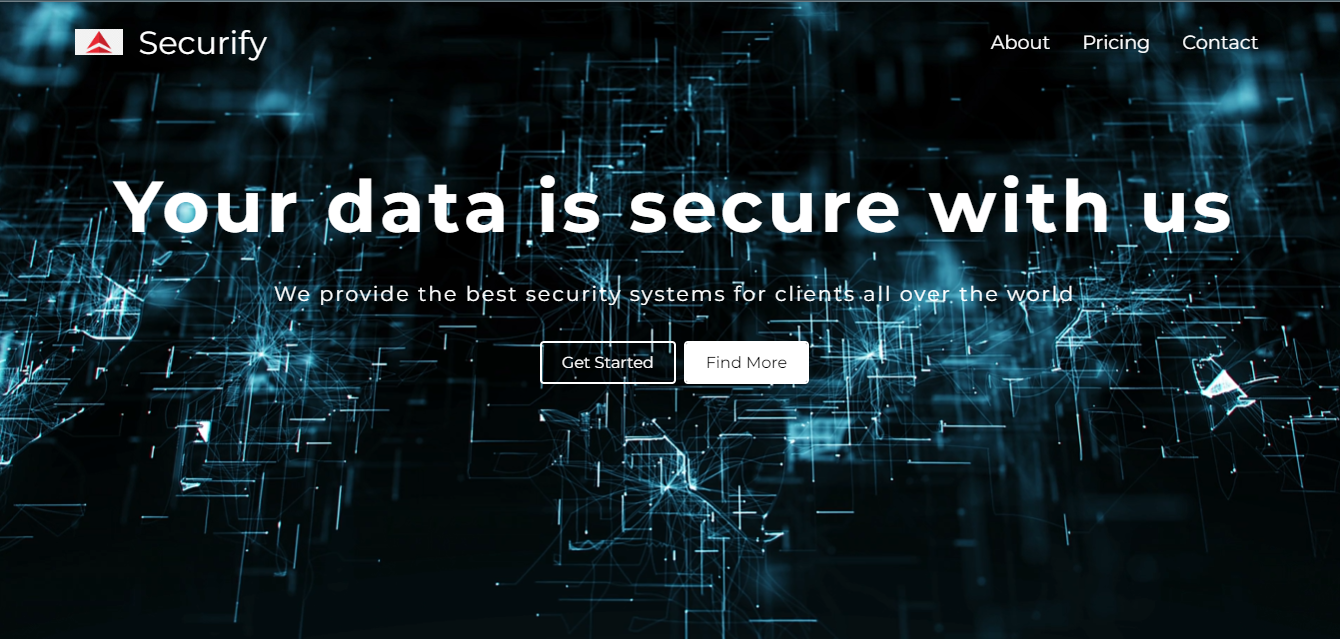 Securify
About Pricing Contact
Your data is secure with us
We provide the best security systems for clients all over the world
Get Started Find More